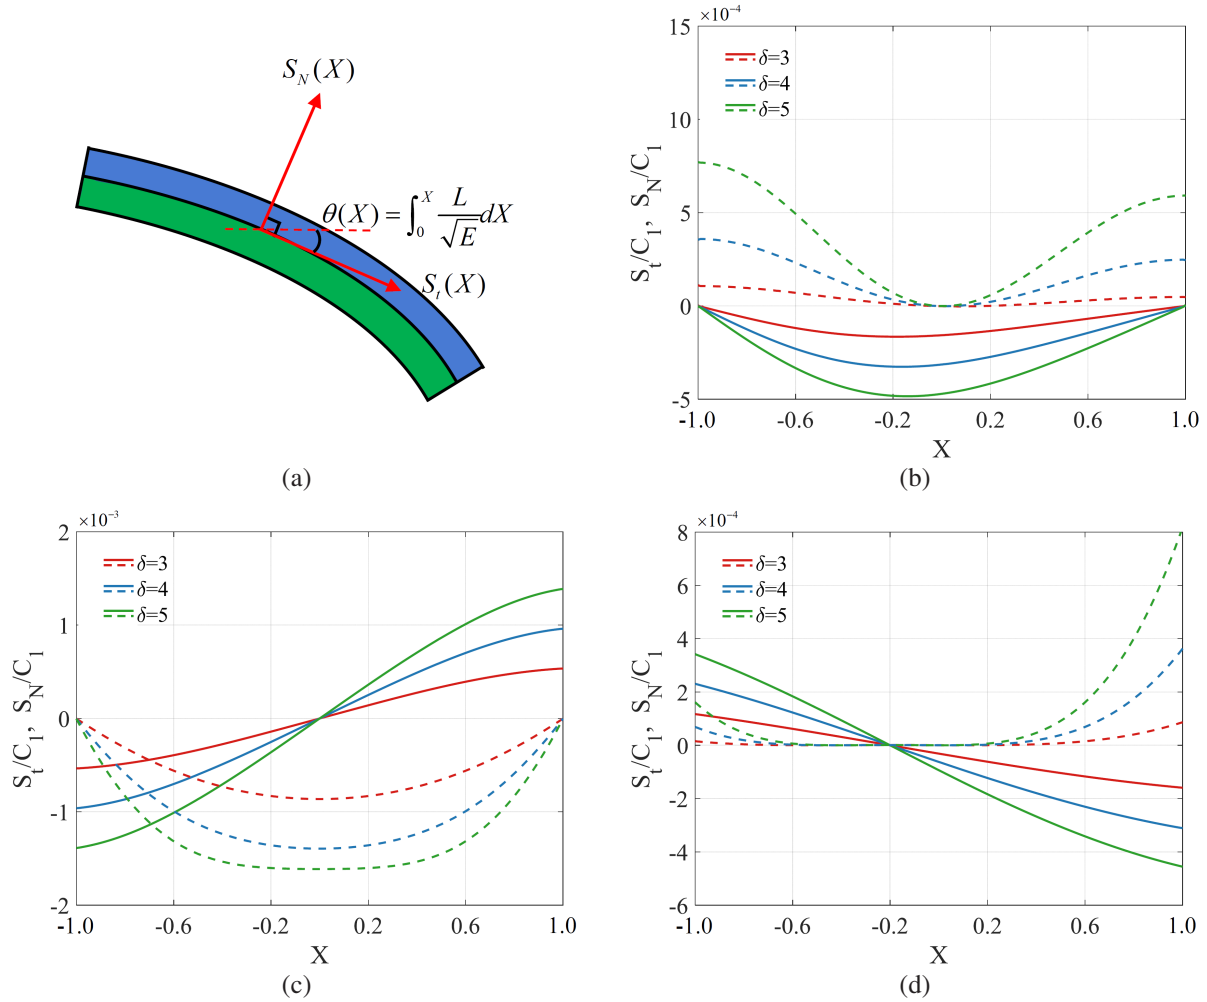 S_N(X)
θ(X) = ∫_0^X L/√E dX
S_t(X)
(a)
×10⁻⁴
15
10
5
0
-5
δ=3
δ=4
δ=5
S_t/C_1, S_N/C_1
-1.0 -0.6 -0.2 0.2 0.6 1.0
X
(b)
×10⁻³
2
1
0
-1
-2
δ=3
δ=4
δ=5
S_t/C_1, S_N/C_1
-1.0 -0.6 -0.2 0.2 0.6 1.0
X
(c)
×10⁻⁴
8
6
4
2
0
-2
-4
-6
δ=3
δ=4
δ=5
S_t/C_1, S_N/C_1
-1.0 -0.6 -0.2 0.2 0.6 1.0
X
(d)